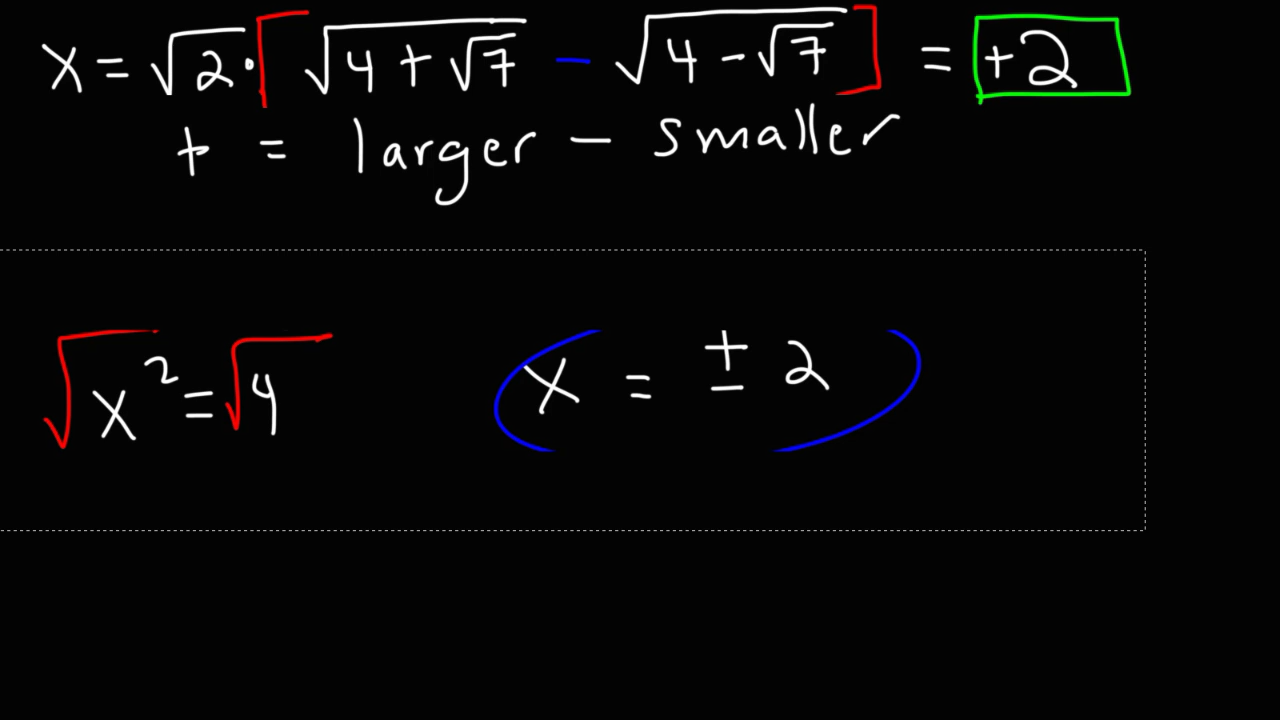 x = √2 · [√(4 + √7) − √(4 − √7)] = +2
+ = larger − smaller
√x² = √4 x = ± 2